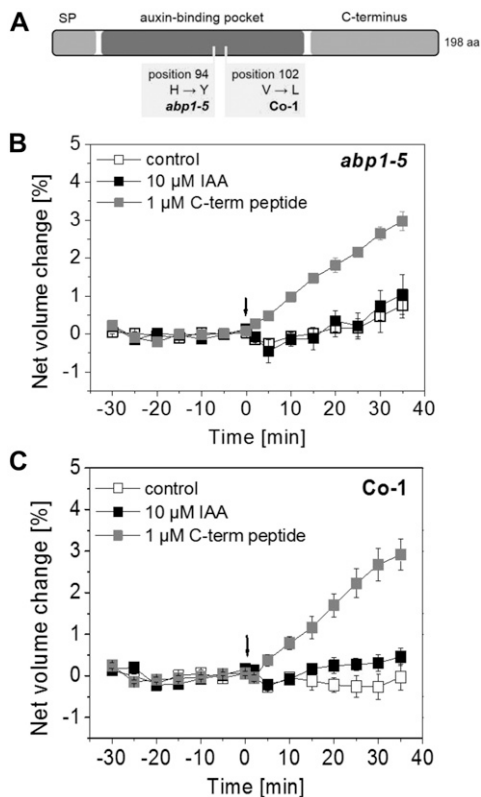 A
SP
auxin-binding pocket
C-terminus
198 aa
position 94
H → Y
abp1-5
position 102
V → L
Co-1
B
abp1-5
control
10 µM IAA
1 µM C-term peptide
Net volume change [%]
4
3
2
1
0
-1
-30 -20 -10 0 10 20 30 40
Time [min]
C
Co-1
control
10 µM IAA
1 µM C-term peptide
Net volume change [%]
4
3
2
1
0
-1
-30 -20 -10 0 10 20 30 40
Time [min]